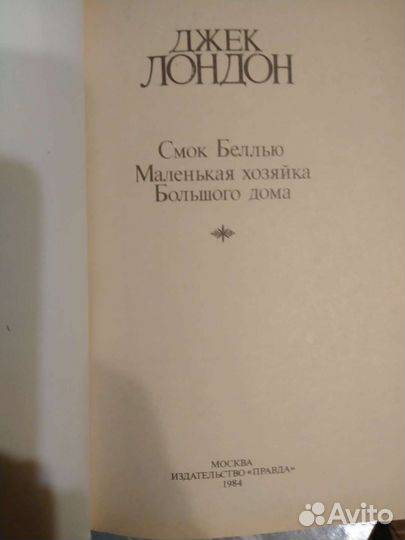 ДЖЕК
ЛОНДОН
Смок Беллью
Маленькая хозяйка
Большого дома
МОСКВА
ИЗДАТЕЛЬСТВО «ПРАВДА»
1984
Avito